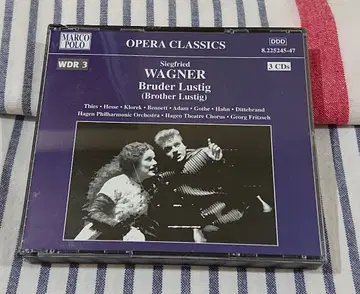 MARCO POLO
OPERA CLASSICS
DDD
8.225245-47
WDR 3
Siegfried
WAGNER
3 CDs
Bruder Lustig
(Brother Lustig)
Thies • Hesse • Klorek • Bennett • Adam • Gothe • Hahn • Dittebrand
Hagen Philharmonic Orchestra • Hagen Theatre Chorus • Georg Fritzsch